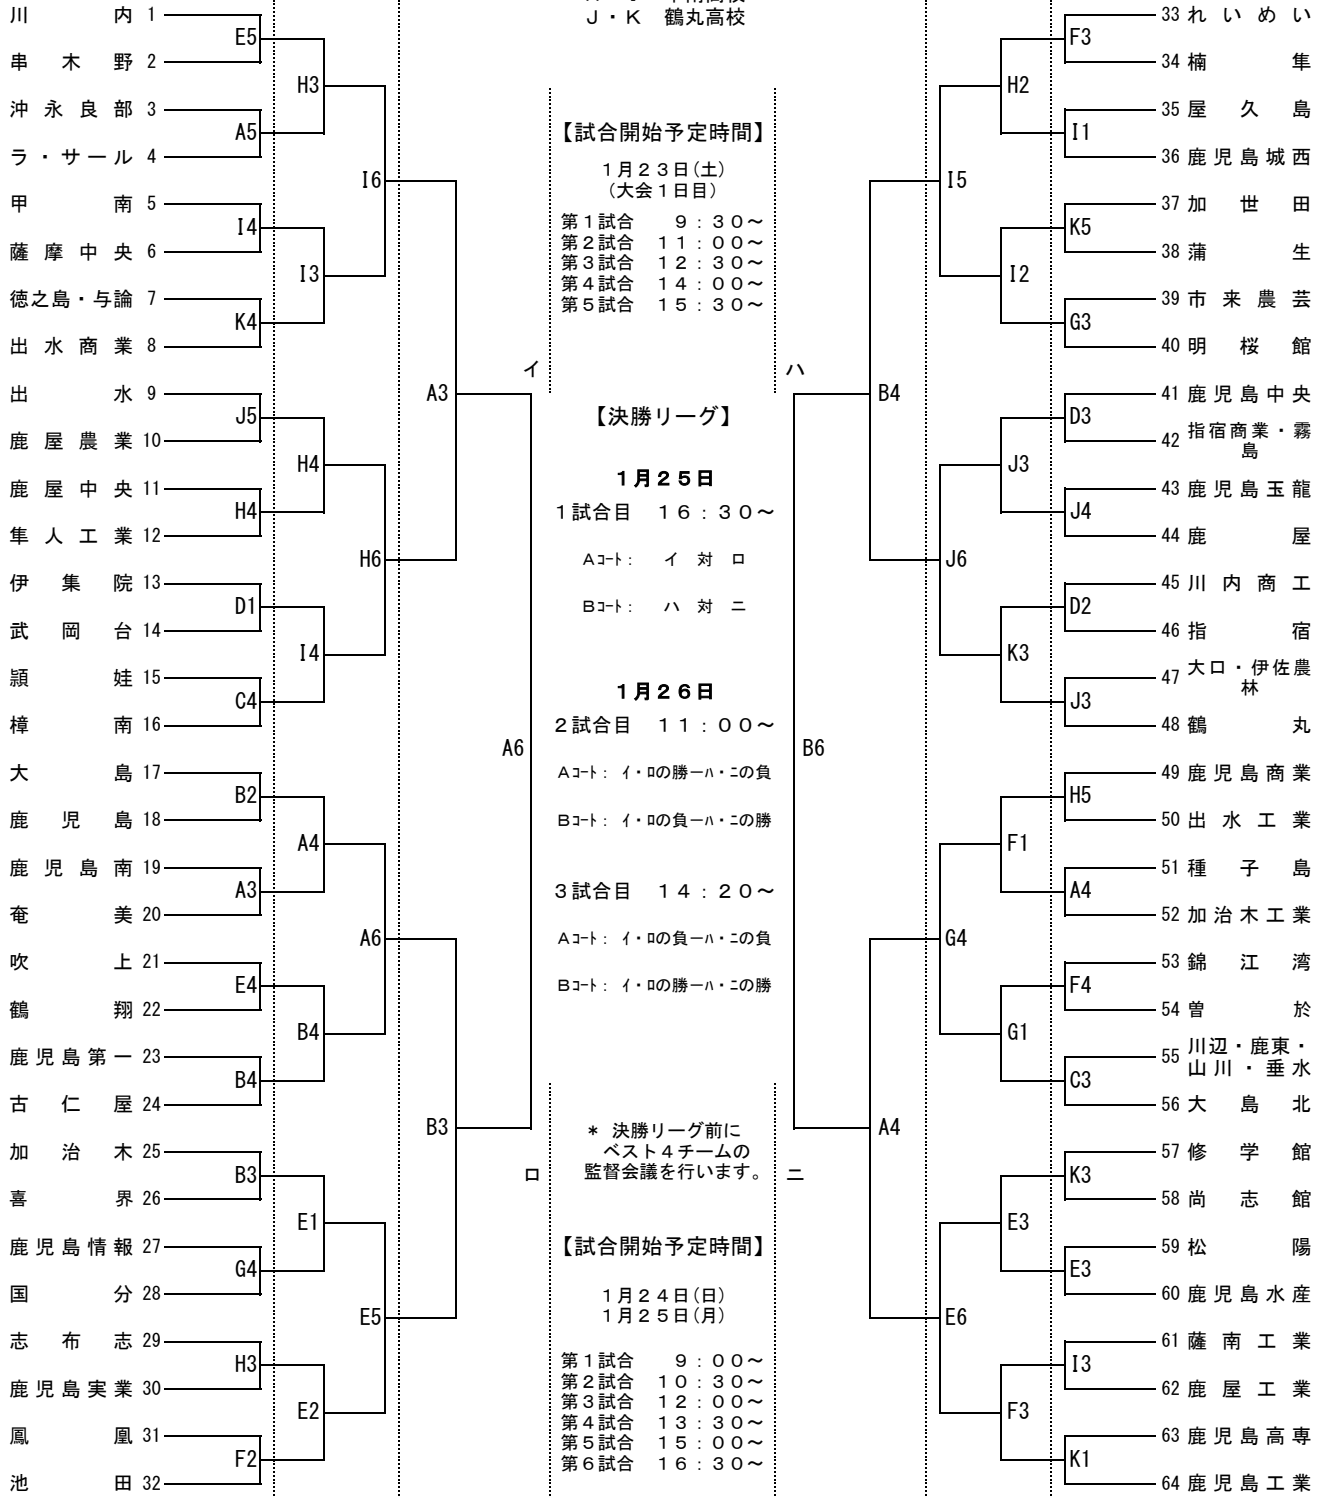 Ｊ・Ｋ　鶴丸高校
川内 1
串木野 2
沖永良部 3
ラ・サール 4
甲南 5
薩摩中央 6
徳之島・与論 7
出水商業 8
出水 9
鹿屋農業 10
鹿屋中央 11
隼人工業 12
伊集院 13
武岡台 14
頴娃 15
樟南 16
大島 17
鹿児島 18
鹿児島南 19
奄美 20
吹上 21
鶴翔 22
鹿児島第一 23
古仁屋 24
加治木 25
喜界 26
鹿児島情報 27
国分 28
志布志 29
鹿児島実業 30
鳳凰 31
池田 32
E5
A5
I4
K4
J5
H4
D1
C4
B2
A3
E4
B4
B3
G4
H3
F2
H3
I3
H4
I4
A4
B4
E1
E2
I6
H6
A6
E5
A3
B3
A6
イ
ロ
【試合開始予定時間】
１月２３日(土)
(大会１日目)
第１試合　９：３０～
第２試合　１１：００～
第３試合　１２：３０～
第４試合　１４：００～
第５試合　１５：３０～
【決勝リーグ】
１月２５日
１試合目　１６：３０～
Ａｺｰﾄ：　イ　対　ロ
Ｂｺｰﾄ：　ハ　対　ニ
１月２６日
２試合目　１１：００～
Ａｺｰﾄ：ｲ・ﾛの勝ーﾊ・ﾆの負
Ｂｺｰﾄ：ｲ・ﾛの負ーﾊ・ﾆの勝
３試合目　１４：２０～
Ａｺｰﾄ：ｲ・ﾛの負ーﾊ・ﾆの負
Ｂｺｰﾄ：ｲ・ﾛの勝ーﾊ・ﾆの勝
* 決勝リーグ前に
ベスト４チームの
監督会議を行います。
【試合開始予定時間】
１月２４日(日)
１月２５日(月)
第１試合　９：００～
第２試合　１０：３０～
第３試合　１２：００～
第４試合　１３：３０～
第５試合　１５：００～
第６試合　１６：３０～
ハ
ニ
B6
B4
A4
I5
J6
G4
E6
H2
I2
J3
K3
F1
G1
E3
F3
F3
I1
K5
G3
D3
J4
D2
J3
H5
A4
F4
C3
K3
E3
I3
K1
33 れいめい
34 楠隼
35 屋久島
36 鹿児島城西
37 加世田
38 蒲生
39 市来農芸
40 明桜館
41 鹿児島中央
42 指宿商業・霧
島
43 鹿児島玉龍
44 鹿屋
45 川内商工
46 指宿
47 大口・伊佐農
林
48 鶴丸
49 鹿児島商業
50 出水工業
51 種子島
52 加治木工業
53 錦江湾
54 曽於
55 川辺・鹿東・
山川・垂水
56 大島北
57 修学館
58 尚志館
59 松陽
60 鹿児島水産
61 薩南工業
62 鹿屋工業
63 鹿児島高専
64 鹿児島工業